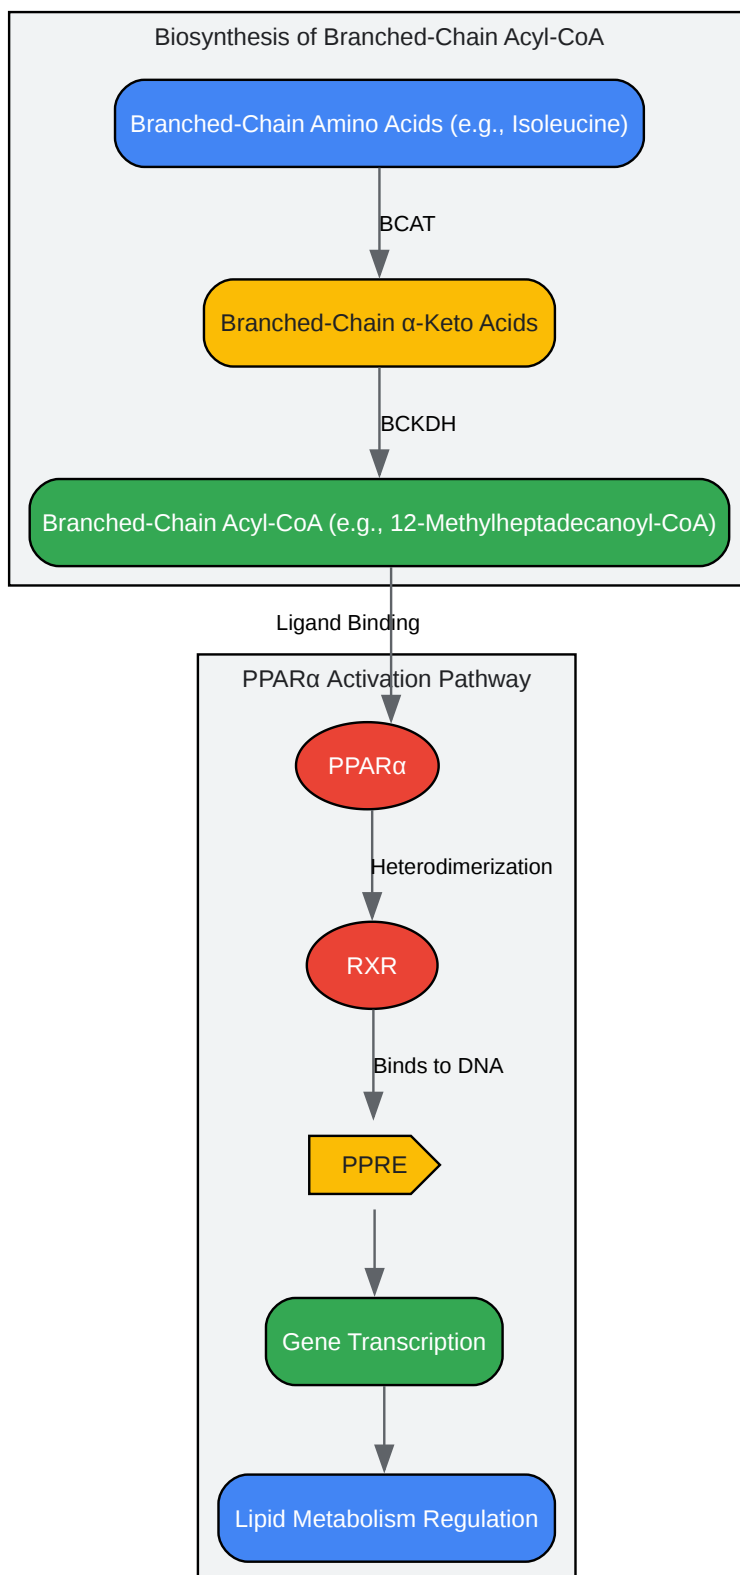 Biosynthesis of Branched-Chain Acyl-CoA
Branched-Chain Amino Acids (e.g., Isoleucine)
BCAT
Branched-Chain α-Keto Acids
BCKDH
Branched-Chain Acyl-CoA (e.g., 12-Methylheptadecanoyl-CoA)
Ligand Binding
PPARα Activation Pathway
PPARα
Heterodimerization
RXR
Binds to DNA
PPRE
Gene Transcription
Lipid Metabolism Regulation